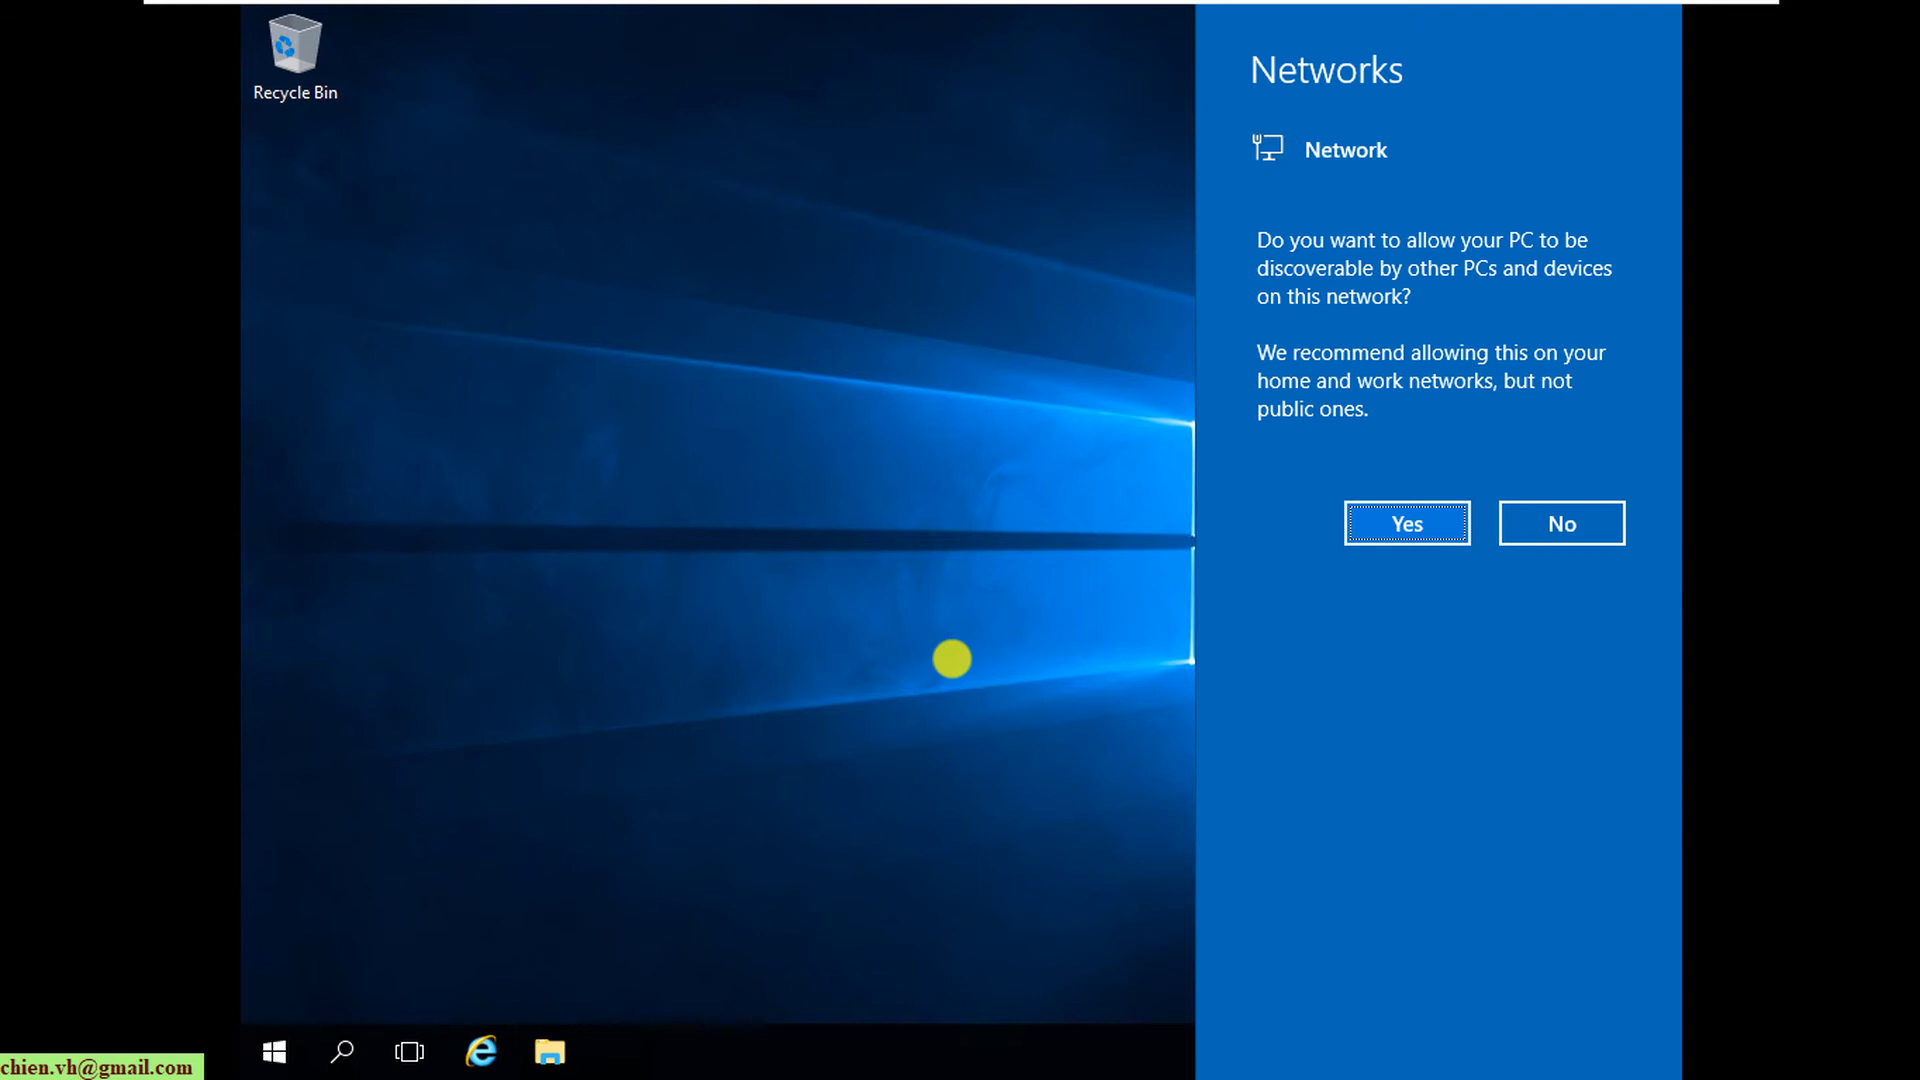 Recycle Bin
Networks
Network
Do you want to allow your PC to be
discoverable by other PCs and devices
on this network?
We recommend allowing this on your
home and work networks, but not
public ones.
Yes
No
chien.vh@gmail.com